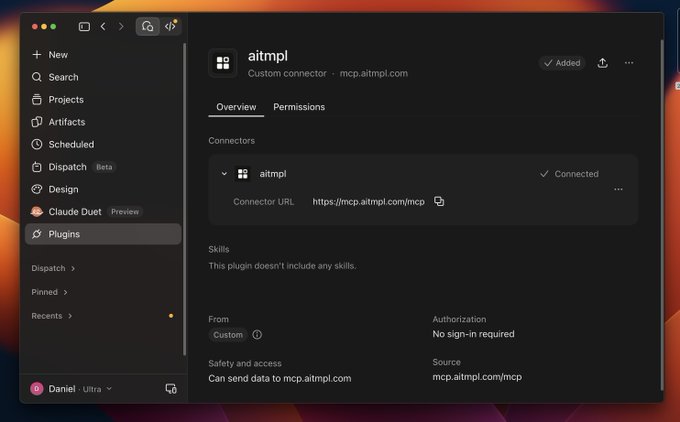 New
Search
Projects
Artifacts
Scheduled
Dispatch Beta
Design
Claude Duet Preview
Plugins
Dispatch
Pinned
Recents
D Daniel · Ultra
aitmpl
Custom connector · mcp.aitmpl.com
Added
Overview Permissions
Connectors
aitmpl Connected
Connector URL https://mcp.aitmpl.com/mcp
Skills
This plugin doesn't include any skills.
From
Custom
Authorization
No sign-in required
Safety and access
Can send data to mcp.aitmpl.com
Source
mcp.aitmpl.com/mcp